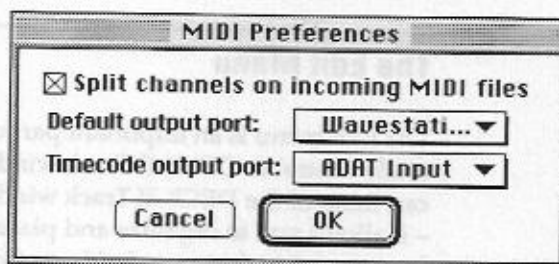 MIDI Preferences
Split channels on incoming MIDI files
Default output port: Wavestati...
Timecode output port: ADAT Input
Cancel OK